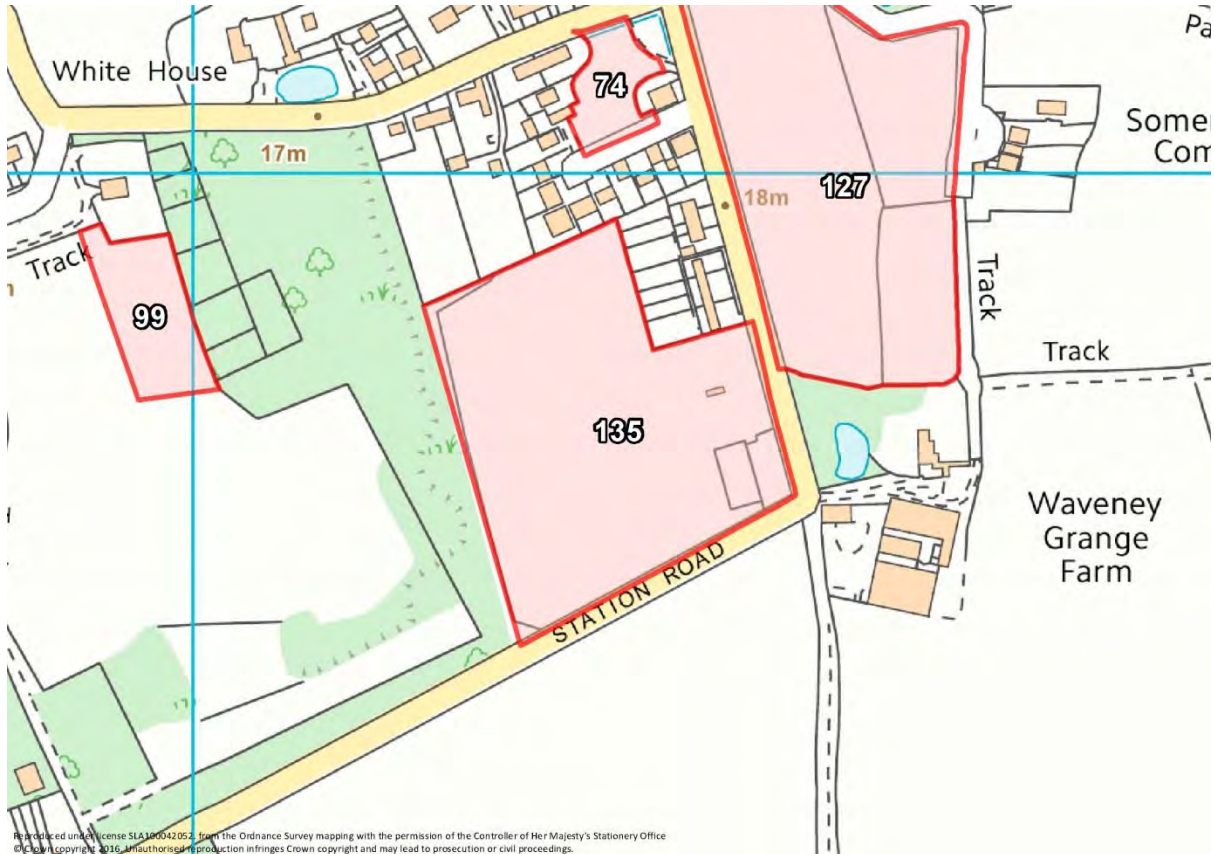 Pa
White House
74
Somer
Com
17m
127
18m
Track
99
Track
Track
135
Waveney
Grange
Farm
STATION ROAD
Reproduced under license SLA100042052. from the Ordnance Survey mapping with the permission of the Controller of Her Majesty's Stationery Office
© Crown copyright 2016. Unauthorised reproduction infringes Crown copyright and may lead to prosecution or civil proceedings.